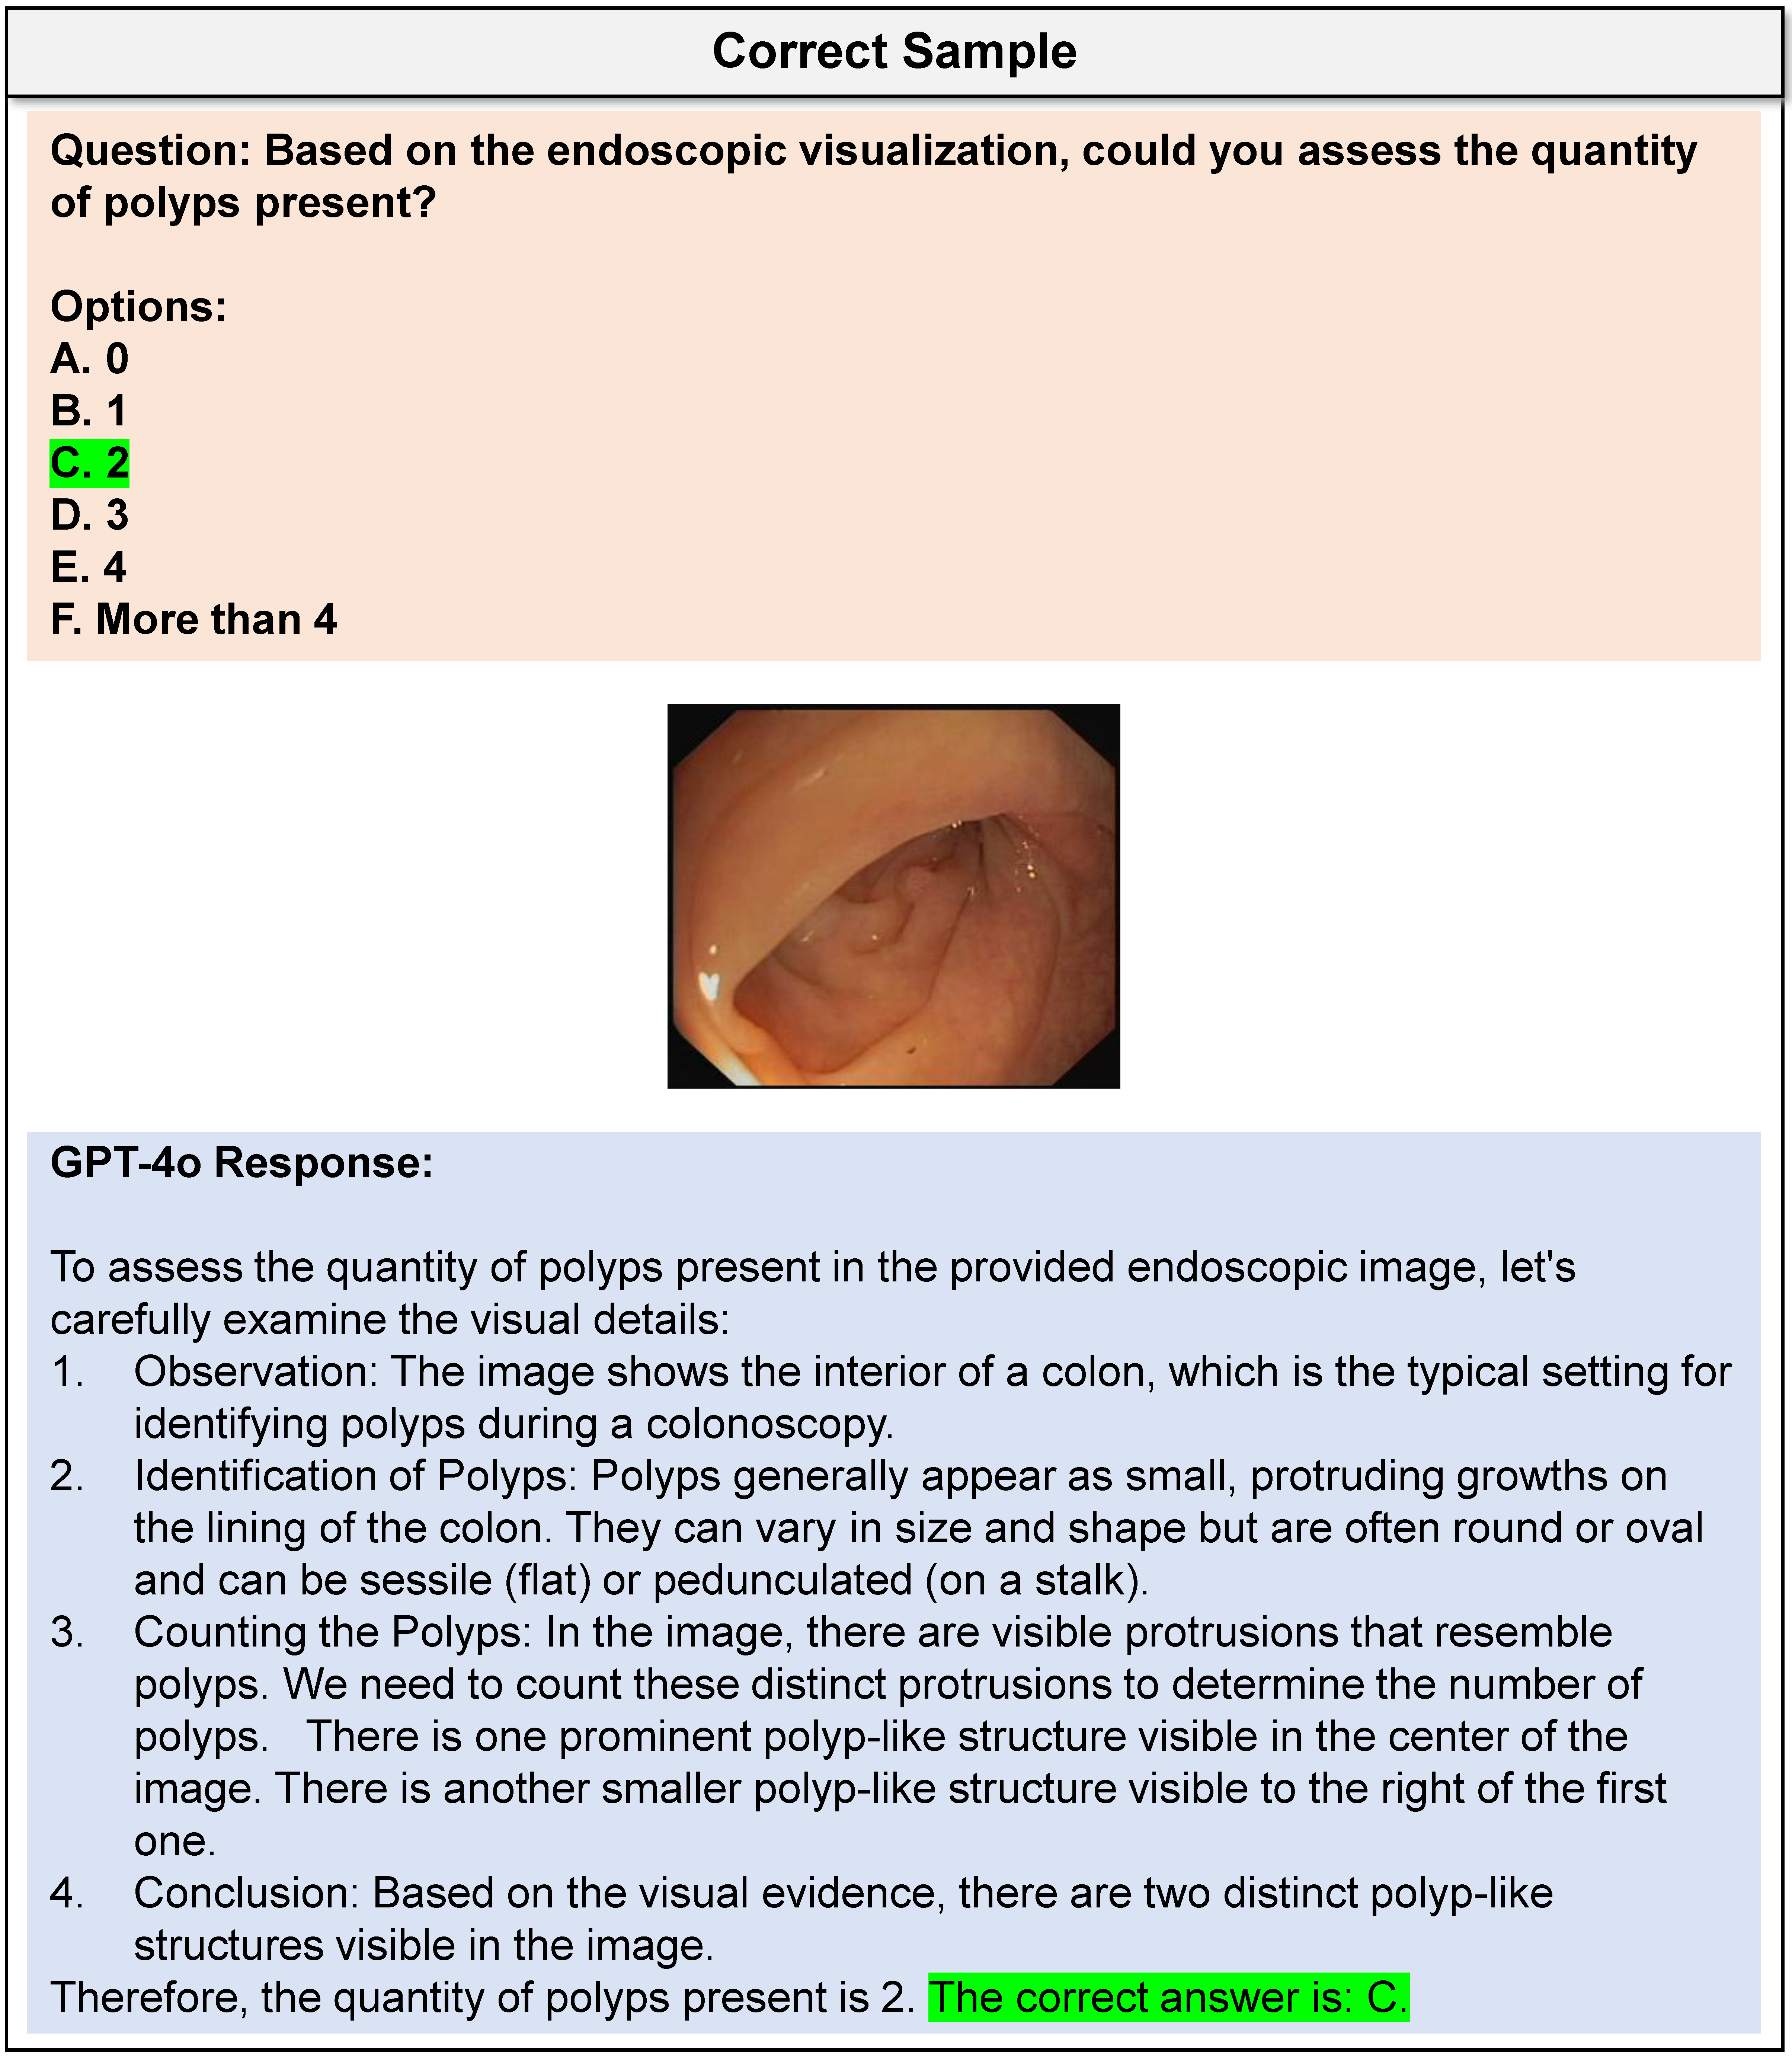 Correct Sample
Question: Based on the endoscopic visualization, could you assess the quantity
of polyps present?
Options:
A. 0
B. 1
C. 2
D. 3
E. 4
F. More than 4
GPT-4o Response:
To assess the quantity of polyps present in the provided endoscopic image, let's
carefully examine the visual details:
1. Observation: The image shows the interior of a colon, which is the typical setting for
identifying polyps during a colonoscopy.
2. Identification of Polyps: Polyps generally appear as small, protruding growths on
the lining of the colon. They can vary in size and shape but are often round or oval
and can be sessile (flat) or pedunculated (on a stalk).
3. Counting the Polyps: In the image, there are visible protrusions that resemble
polyps. We need to count these distinct protrusions to determine the number of
polyps.   There is one prominent polyp-like structure visible in the center of the
image. There is another smaller polyp-like structure visible to the right of the first
one.
4. Conclusion: Based on the visual evidence, there are two distinct polyp-like
structures visible in the image.
Therefore, the quantity of polyps present is 2. The correct answer is: C.